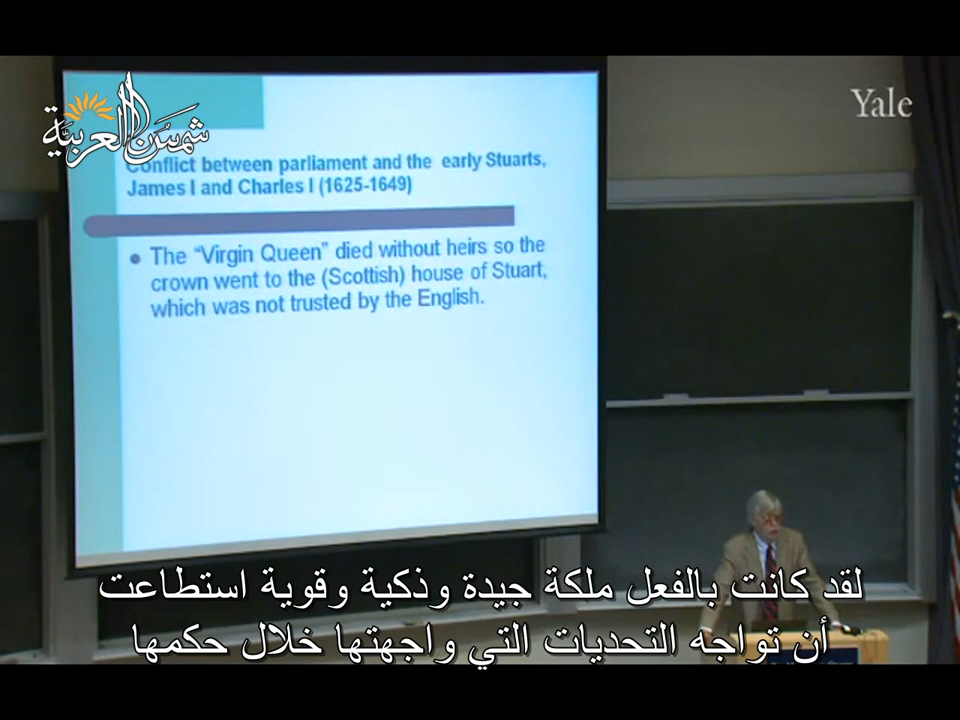 شمس العربية
Yale
Conflict between parliament and the early Stuarts,
James I and Charles I (1625-1649)
The “Virgin Queen” died without heirs so the
crown went to the (Scottish) house of Stuart,
which was not trusted by the English.
لقد كانت بالفعل ملكة جيدة وذكية وقوية استطاعت
أن تواجه التحديات التي واجهتها خلال حكمها